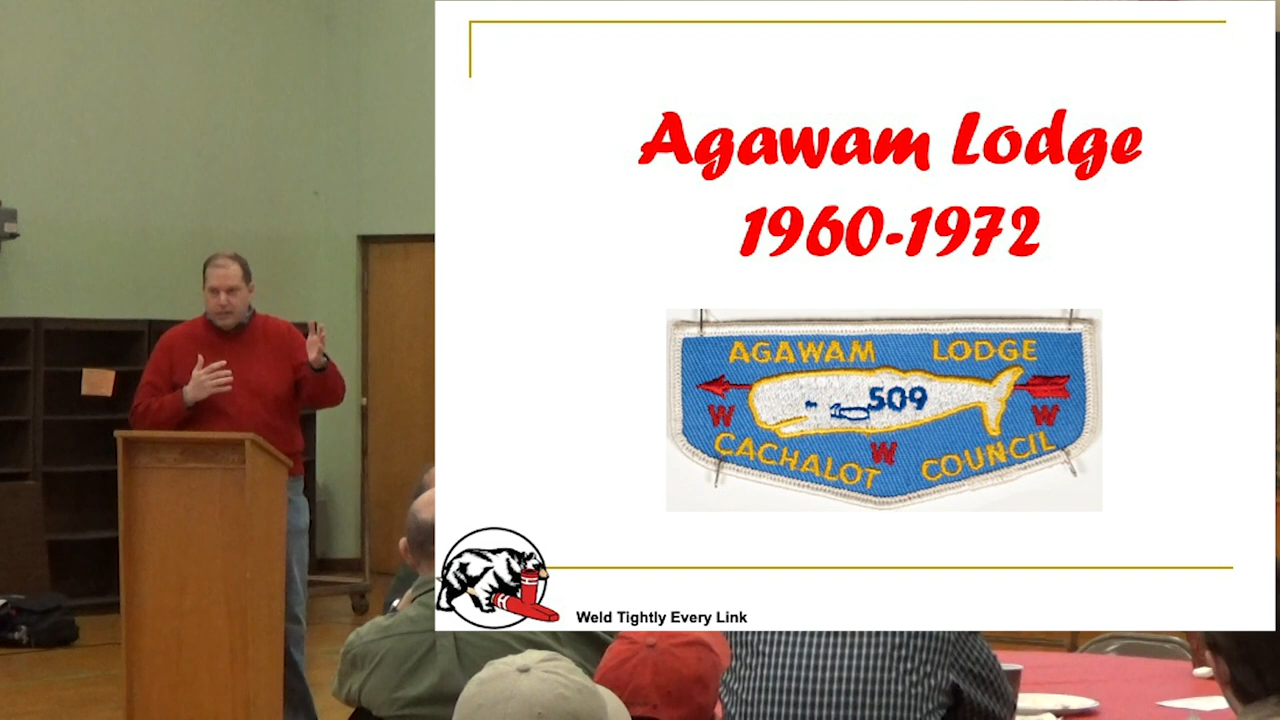 Agawam Lodge
1960-1972
AGAWAM LODGE
509
W W
W
CACHALOT COUNCIL
Weld Tightly Every Link